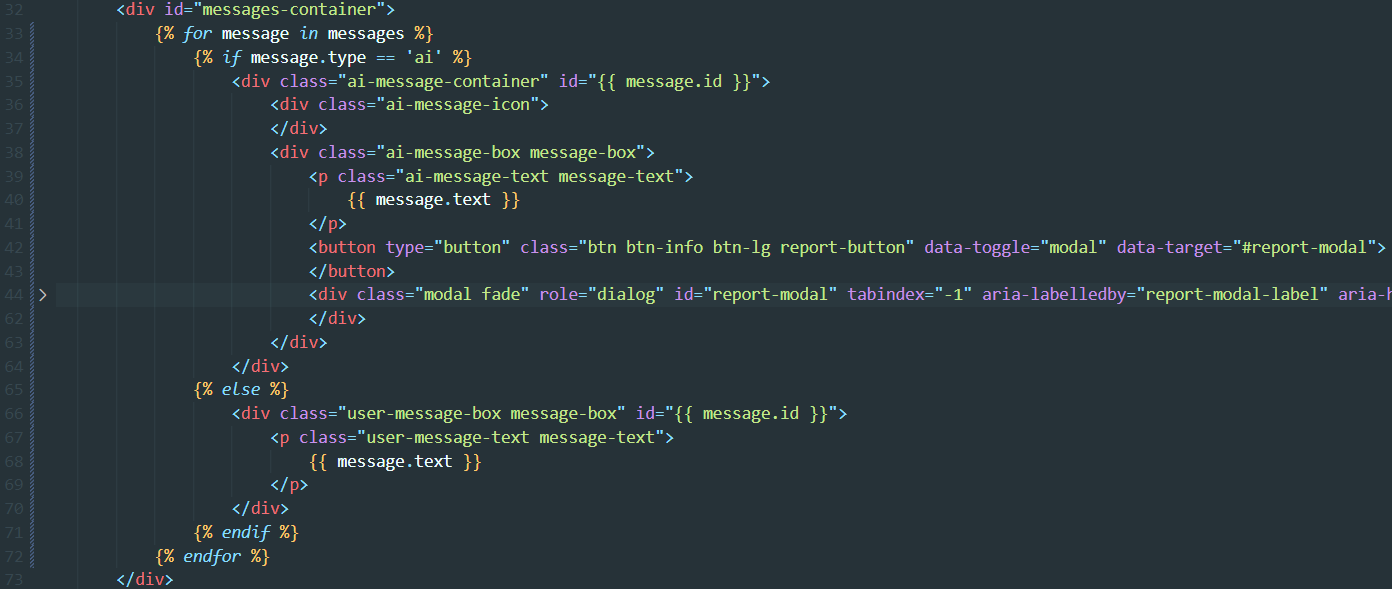 32 <div id="messages-container">
33 {% for message in messages %}
34 {% if message.type == 'ai' %}
35 <div class="ai-message-container" id="{{ message.id }}">
36 <div class="ai-message-icon">
37 </div>
38 <div class="ai-message-box message-box">
39 <p class="ai-message-text message-text">
40 {{ message.text }}
41 </p>
42 <button type="button" class="btn btn-info btn-lg report-button" data-toggle="modal" data-target="#report-modal">
43 </button>
44 <div class="modal fade" role="dialog" id="report-modal" tabindex="-1" aria-labelledby="report-modal-label" aria-h
62 </div>
63 </div>
64 </div>
65 {% else %}
66 <div class="user-message-box message-box" id="{{ message.id }}">
67 <p class="user-message-text message-text">
68 {{ message.text }}
69 </p>
70 </div>
71 {% endif %}
72 {% endfor %}
73 </div>